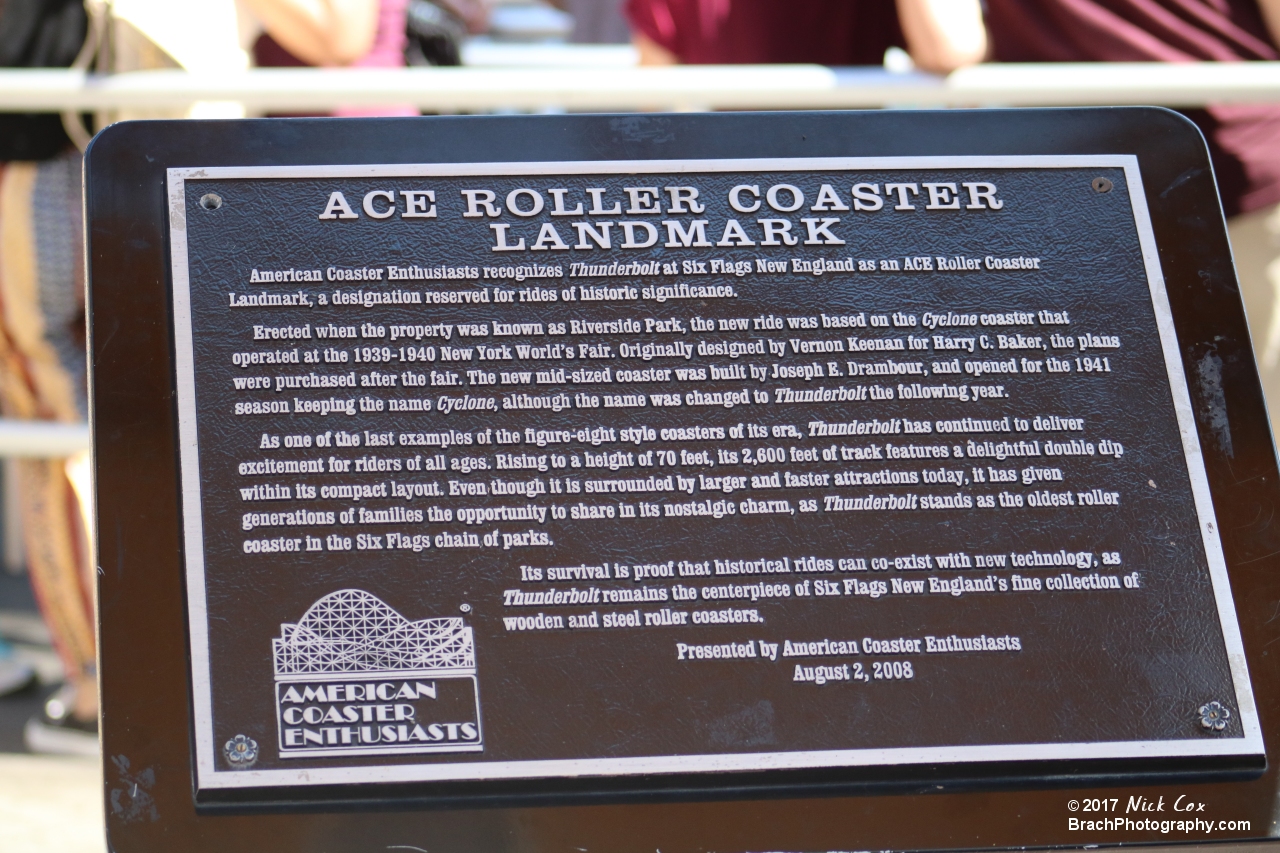 ACE ROLLER COASTER
LANDMARK
American Coaster Enthusiasts recognizes Thunderbolt at Six Flags New England as an ACE Roller Coaster
Landmark, a designation reserved for rides of historic significance.
Erected when the property was known as Riverside Park, the new ride was based on the Cyclone coaster that
operated at the 1939-1940 New York World's Fair. Originally designed by Vernon Keenan for Harry C. Baker, the plans
were purchased after the fair. The new mid-sized coaster was built by Joseph E. Drambour, and opened for the 1941
season keeping the name Cyclone, although the name was changed to Thunderbolt the following year.
As one of the last examples of the figure-eight style coasters of its era, Thunderbolt has continued to deliver
excitement for riders of all ages. Rising to a height of 70 feet, its 2,600 feet of track features a delightful double dip
within its compact layout. Even though it is surrounded by larger and faster attractions today, it has given
generations of families the opportunity to share in its nostalgic charm, as Thunderbolt stands as the oldest roller
coaster in the Six Flags chain of parks.
Its survival is proof that historical rides can co-exist with new technology, as
Thunderbolt remains the centerpiece of Six Flags New England's fine collection of
wooden and steel roller coasters.
Presented by American Coaster Enthusiasts
August 2, 2008
®
AMERICAN
COASTER
ENTHUSIASTS
© 2017 Nick Cox
BrachPhotography.com